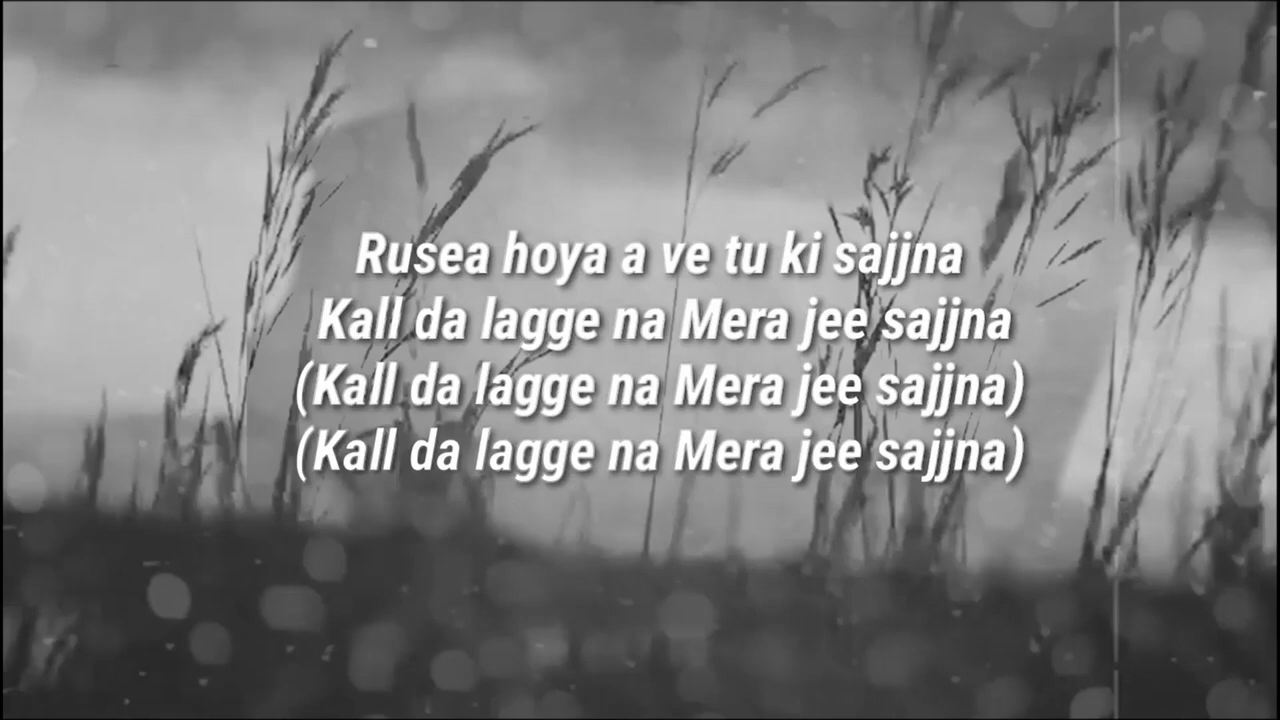 Rusea hoya a ve tu ki sajjna
Kall da lagge na Mera jee sajjna
(Kall da lagge na Mera jee sajjna)
(Kall da lagge na Mera jee sajjna)